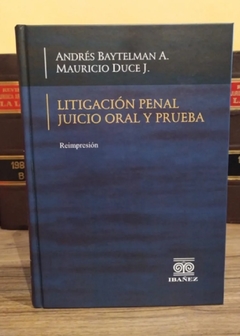 ANDRÉS BAYTELMAN A.
MAURICIO DUCE J.
LITIGACIÓN PENAL
JUICIO ORAL Y PRUEBA
Reimpresión
IBAÑEZ